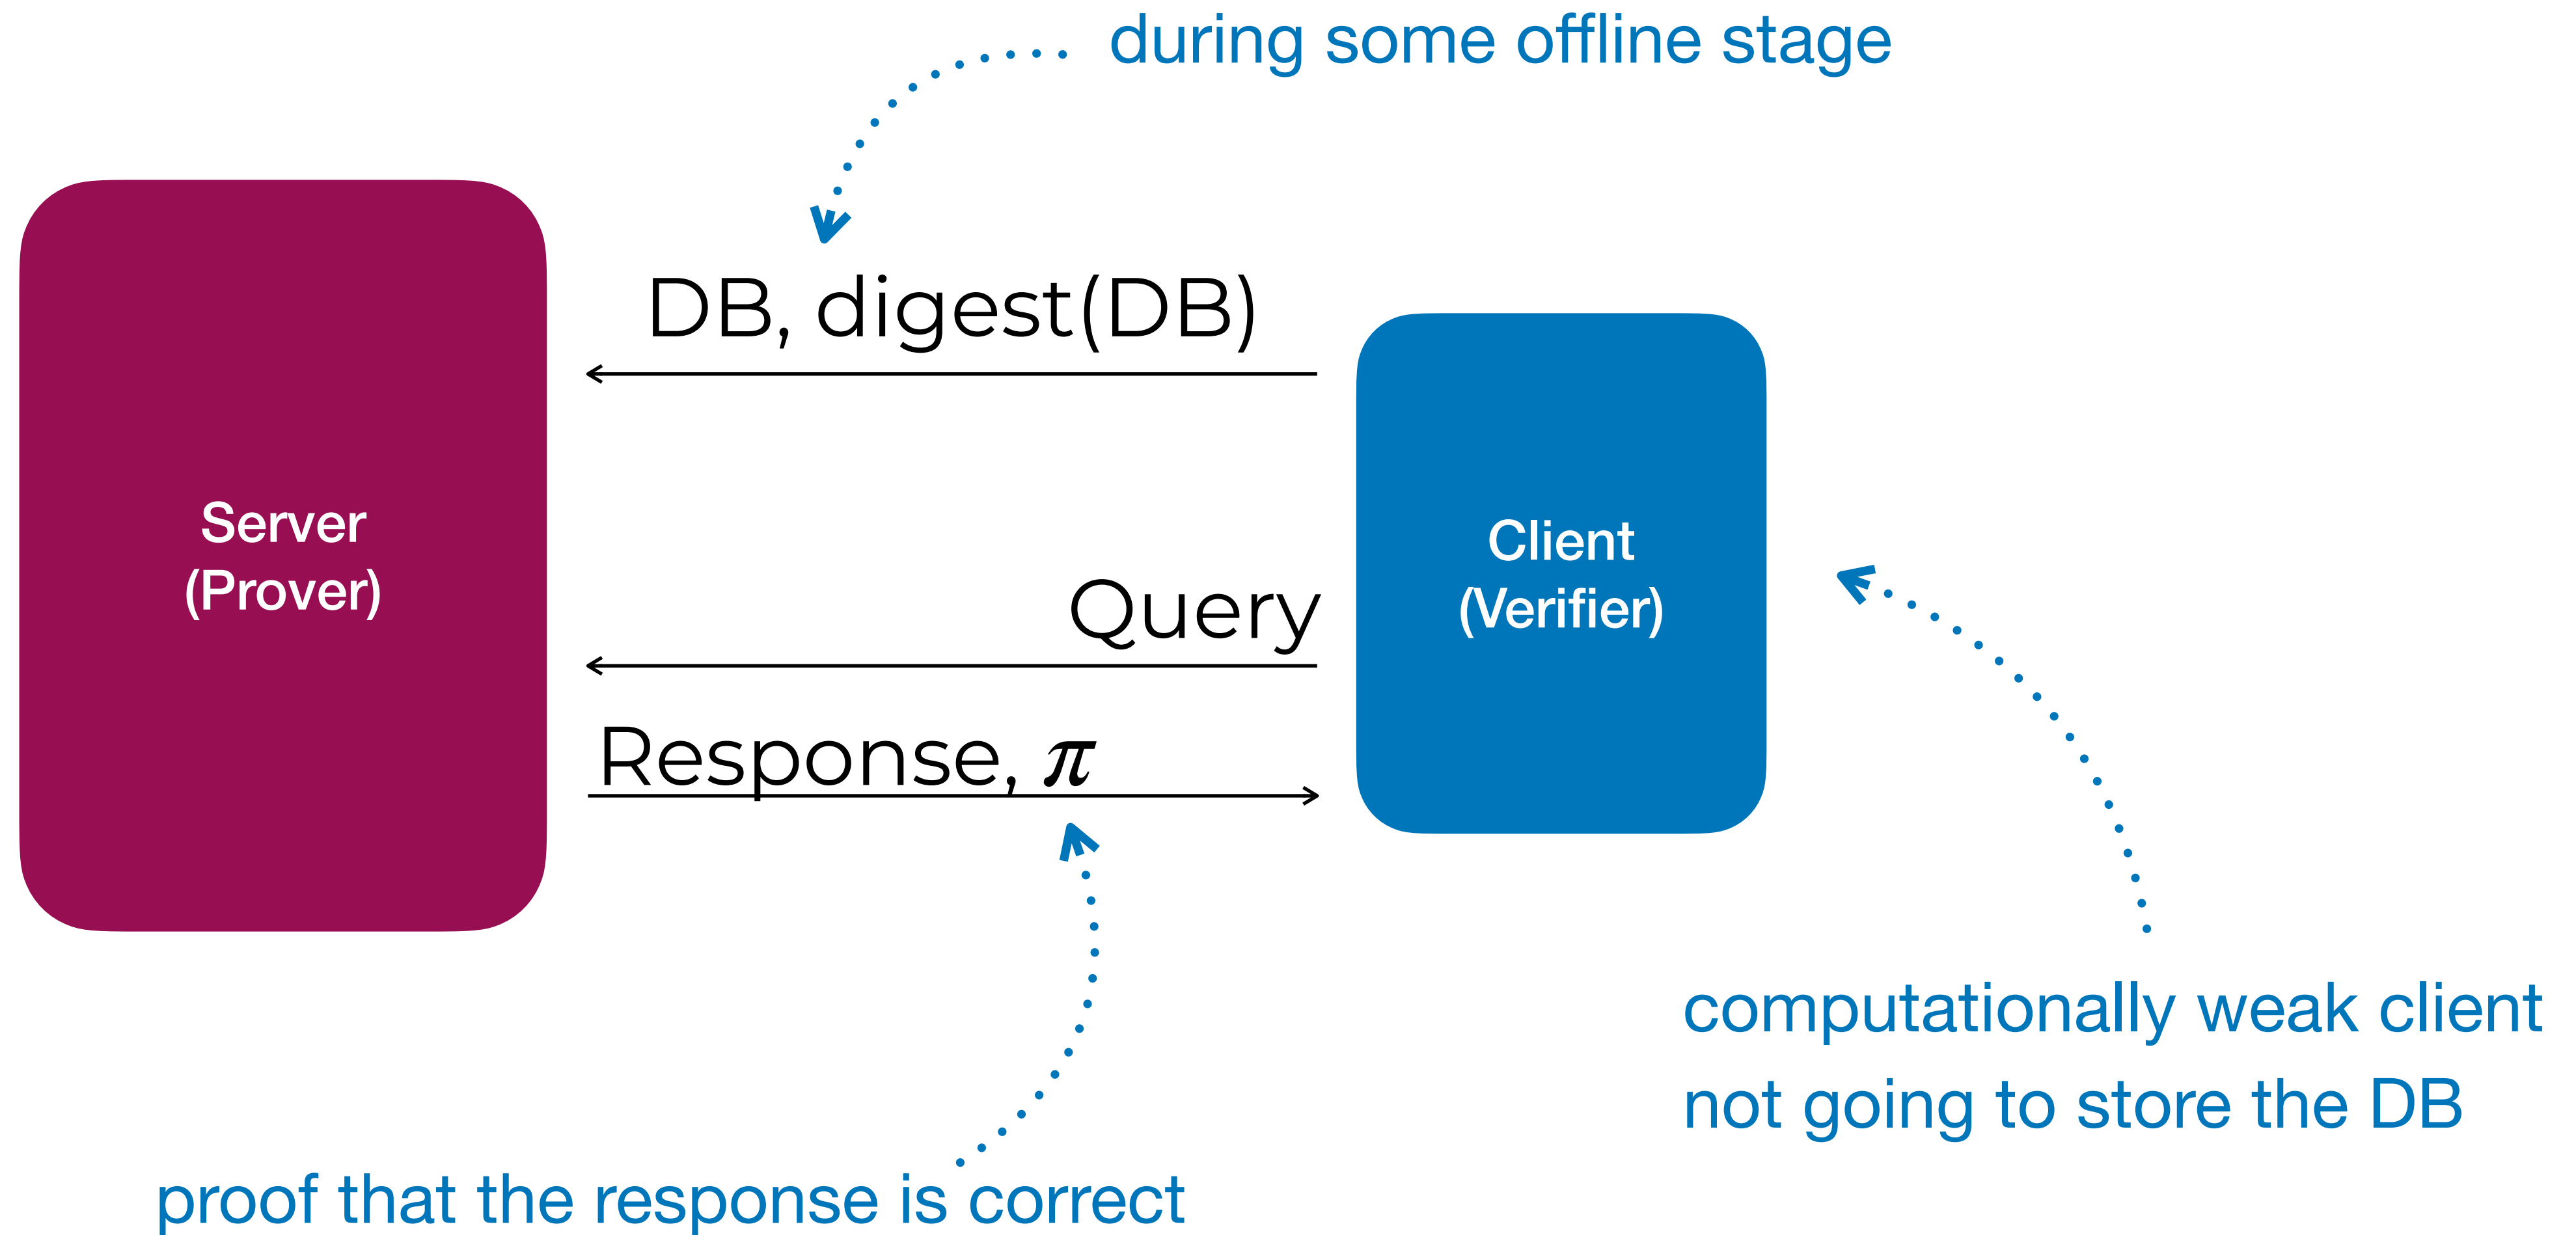 during some offline stage
DB, digest(DB)
Server
(Prover)
Client
(Verifier)
Query
Response, π
computationally weak client
not going to store the DB
proof that the response is correct